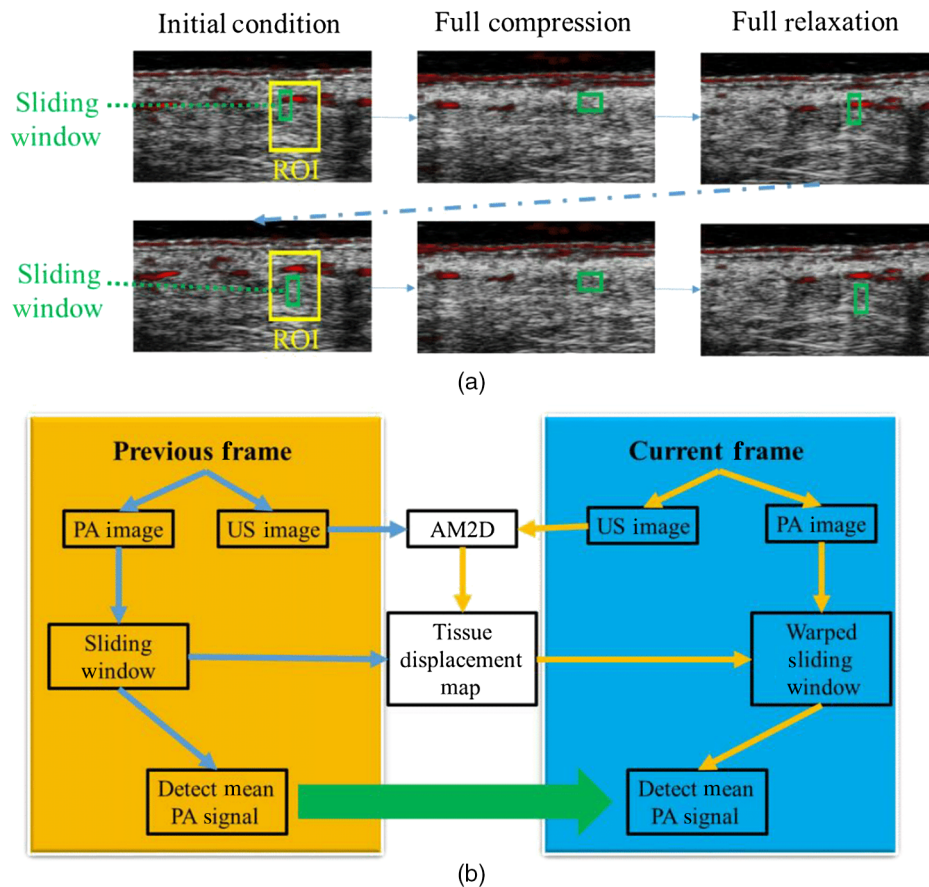 Initial condition
Full compression
Full relaxation
Sliding
window
ROI
Sliding
window
ROI
(a)
Previous frame
Current frame
PA image
US image
AM2D
US image
PA image
Sliding
window
Tissue
displacement
map
Warped
sliding
window
Detect mean
PA signal
Detect mean
PA signal
(b)